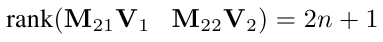 rank(M₂₁V₁ M₂₂V₂) = 2n + 1